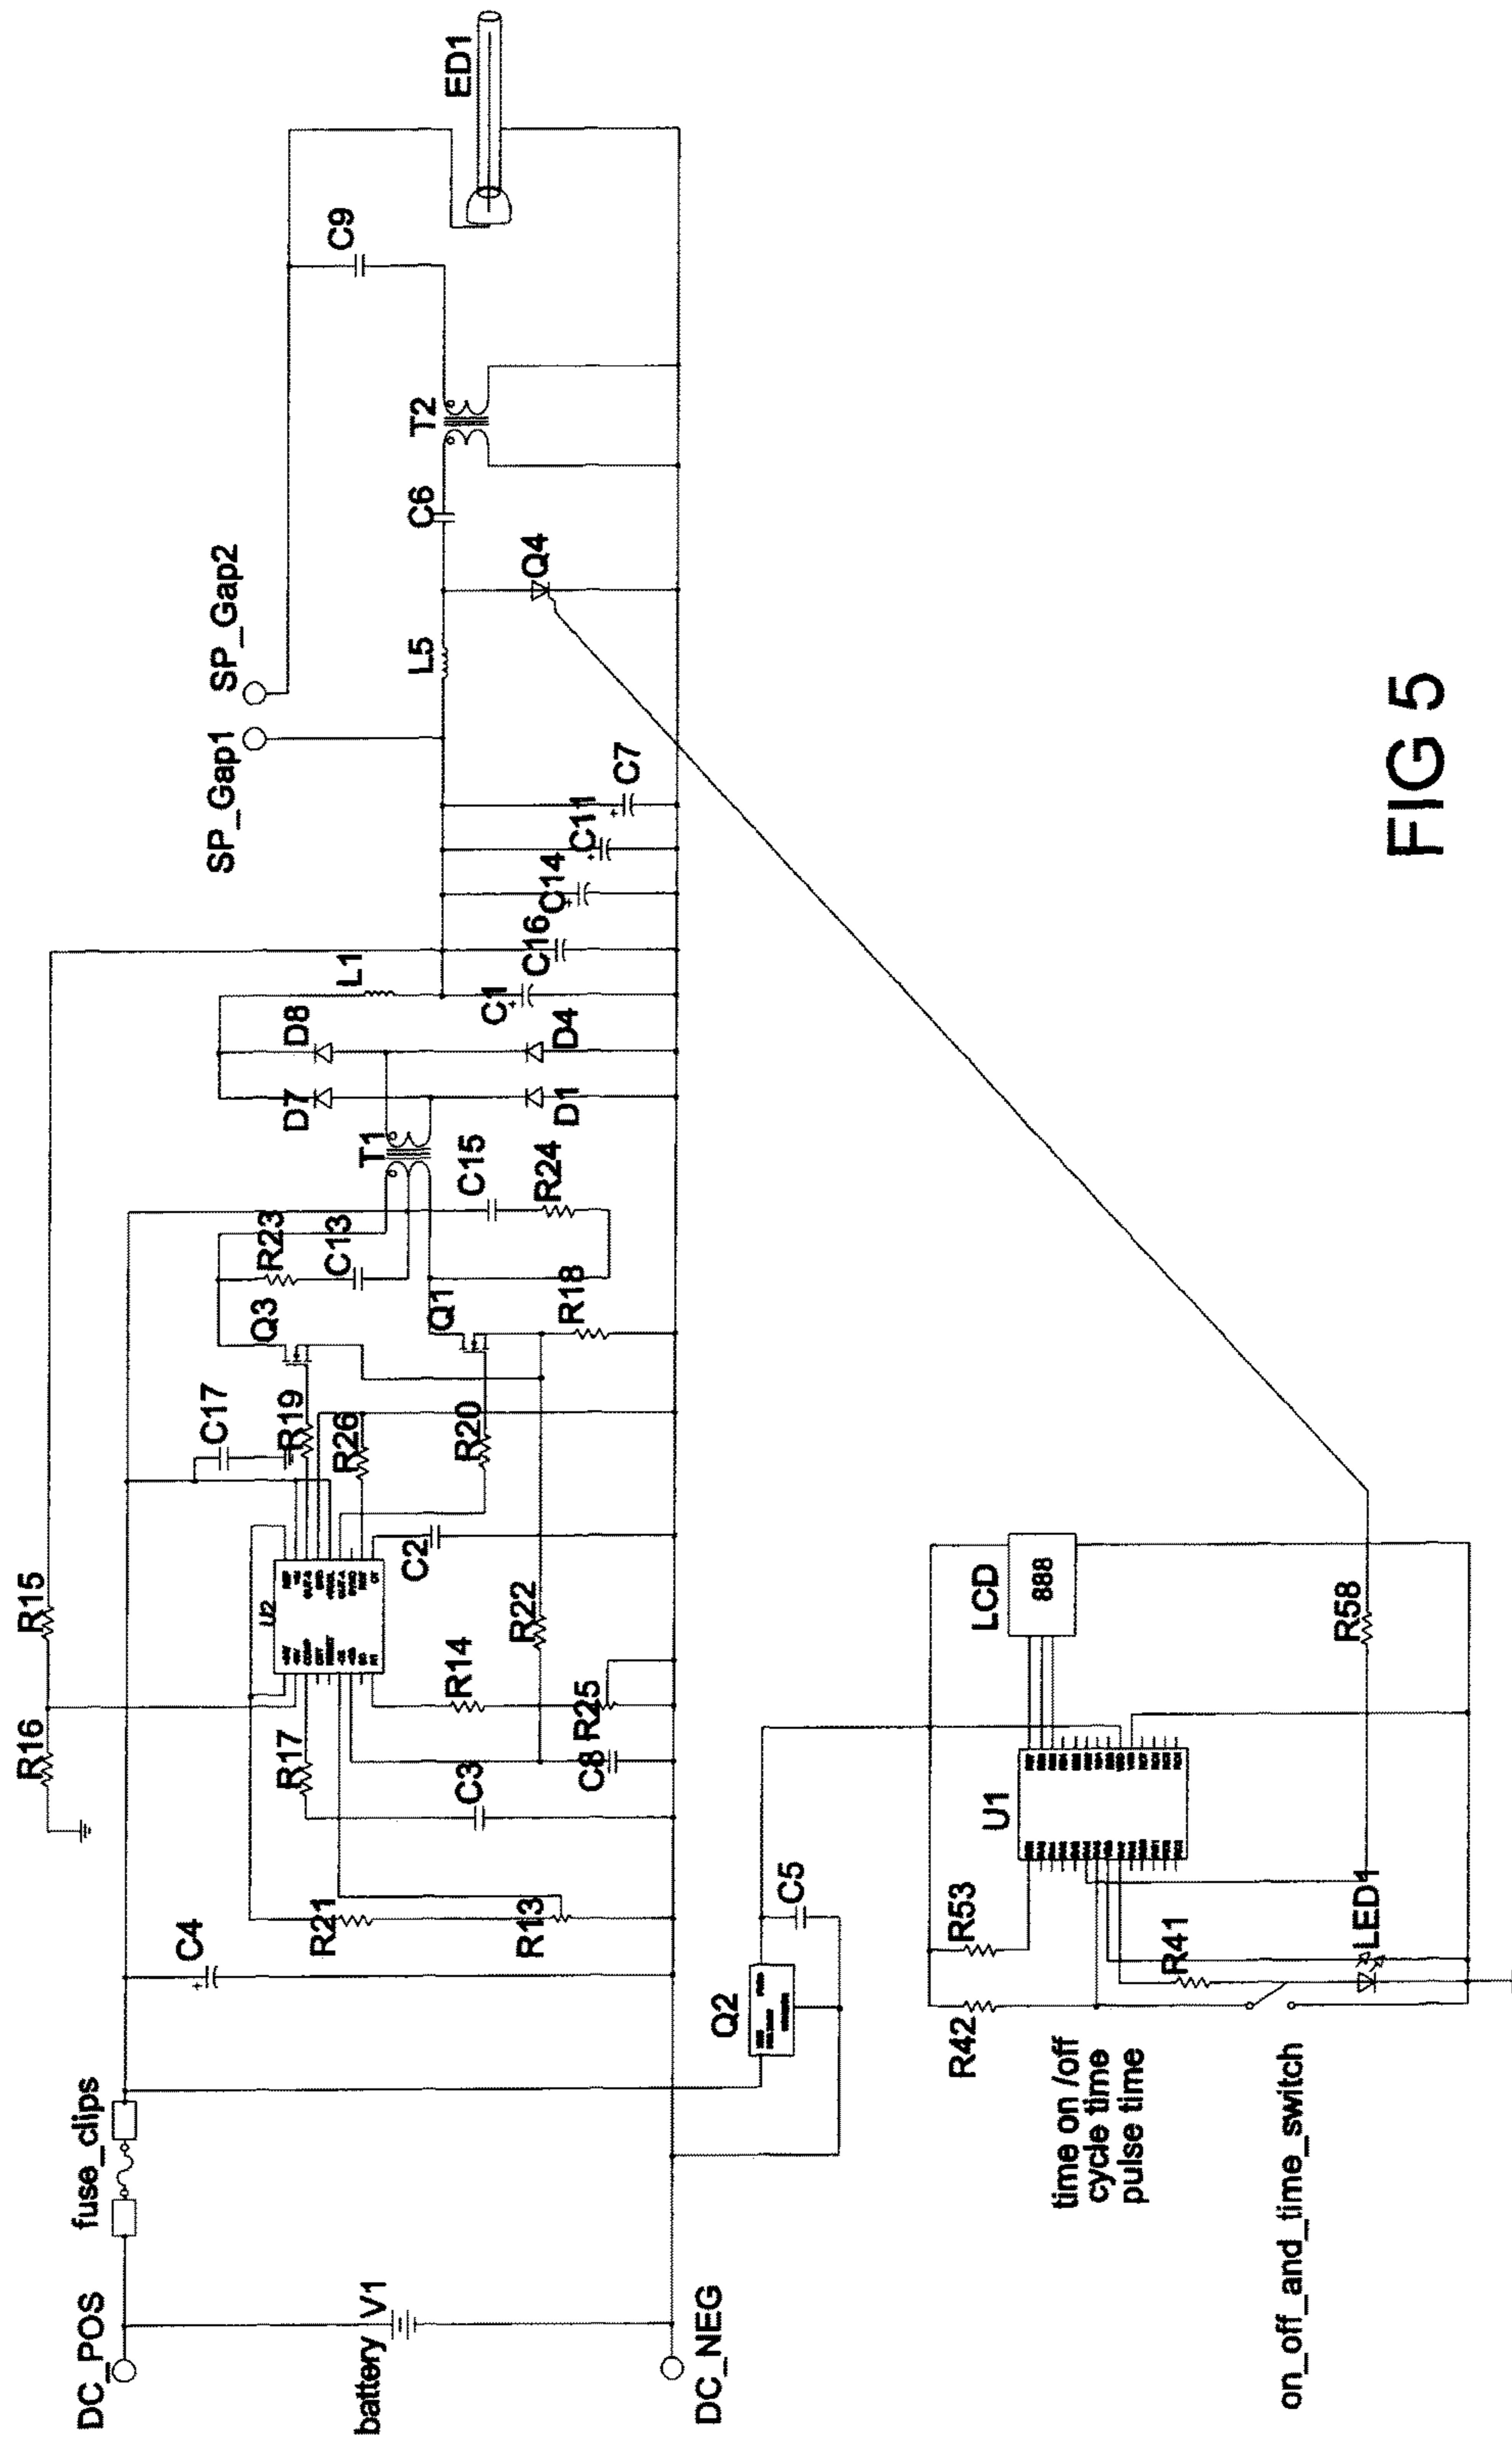 DC_POS
fuse_clips
battery
V1
DC_NEG
C4
R16
R15
R21
R13
R17
C3
U2
R14
C8
R25
R22
C2
C17
R19
R26
R20
Q3
Q1
R23
C13
R18
T1
C15
R24
D7
D8
D1
D4
L1
C1
C16
C14
C11
C7
SP_Gap1
SP_Gap2
L5
Q4
C6
T2
C9
ED1
Q2
C5
R42
R53
U1
LCD
888
R58
R41
LED1
time on /off
cycle time
pulse time
on_off_and_time_switch
FIG 5